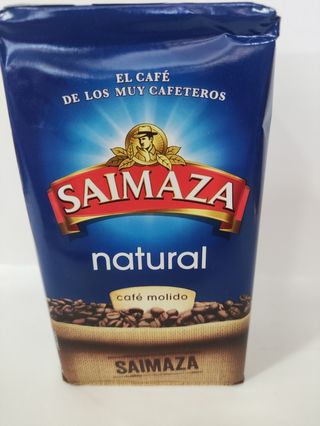 EL CAFÉ
DE LOS MUY CAFETEROS
SAIMAZA
natural
café molido
SAIMAZA